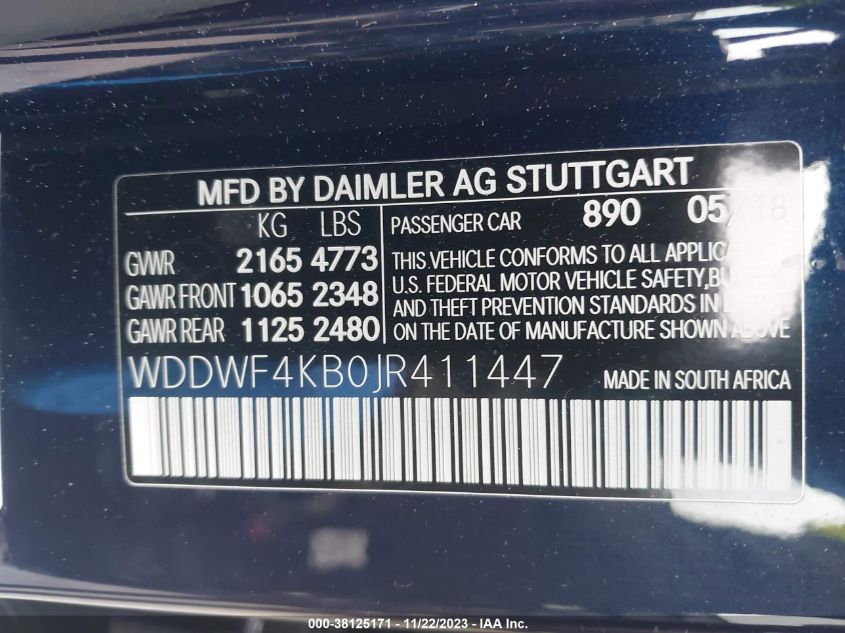 MFD BY DAIMLER AG STUTTGART
KG LBS PASSENGER CAR 890 05/18
GVWR 2165 4773 THIS VEHICLE CONFORMS TO ALL APPLICABLE
GAWR FRONT 1065 2348 U.S. FEDERAL MOTOR VEHICLE SAFETY,
AND THEFT PREVENTION STANDARDS IN
GAWR REAR 1125 2480 ON THE DATE OF MANUFACTURE SHOWN ABOVE
WDDWF4KB0JR411447 MADE IN SOUTH AFRICA
000-38125171 - 11/22/2023 - IAA Inc.